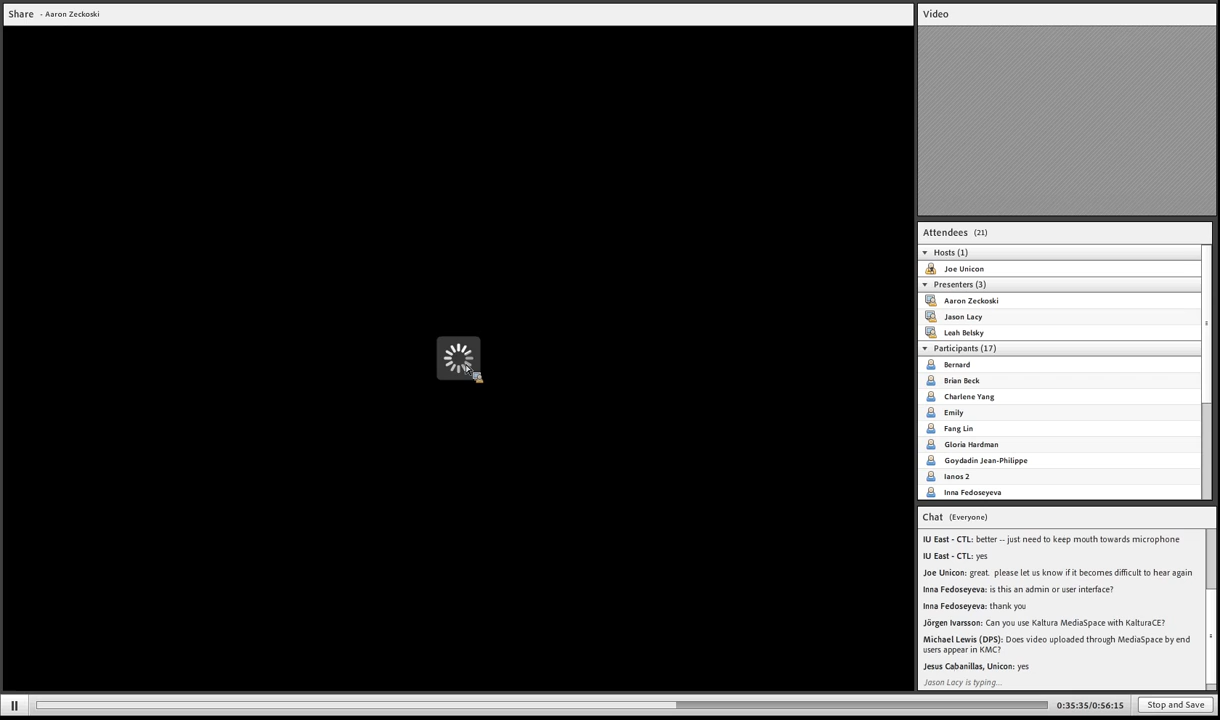 Share - Aaron Zeckoski
Video
Attendees (21)
Hosts (1)
Joe Unicon
Presenters (3)
Aaron Zeckoski
Jason Lacy
Leah Belsky
Participants (17)
Bernard
Brian Beck
Charlene Yang
Emily
Fang Lin
Gloria Hardman
Goydadin Jean-Philippe
Ianos 2
Inna Fedoseyeva
Chat (Everyone)
IU East - CTL: better -- just need to keep mouth towards microphone
IU East - CTL: yes
Joe Unicon: great. please let us know if it becomes difficult to hear again
Inna Fedoseyeva: is this an admin or user interface?
Inna Fedoseyeva: thank you
Jörgen Ivarsson: Can you use Kaltura MediaSpace with KalturaCE?
Michael Lewis (DPS): Does video uploaded through MediaSpace by end
users appear in KMC?
Jesus Cabanillas, Unicon: yes
Jason Lacy is typing...
0:35:35/0:56:15
Stop and Save